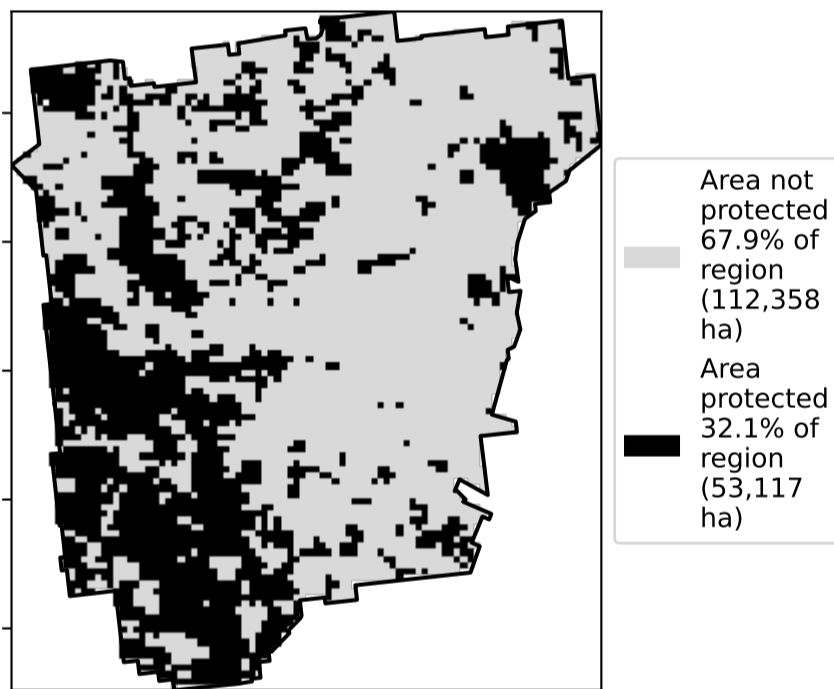 Area not
protected
67.9% of
region
(112,358
ha)
Area
protected
32.1% of
region
(53,117
ha)